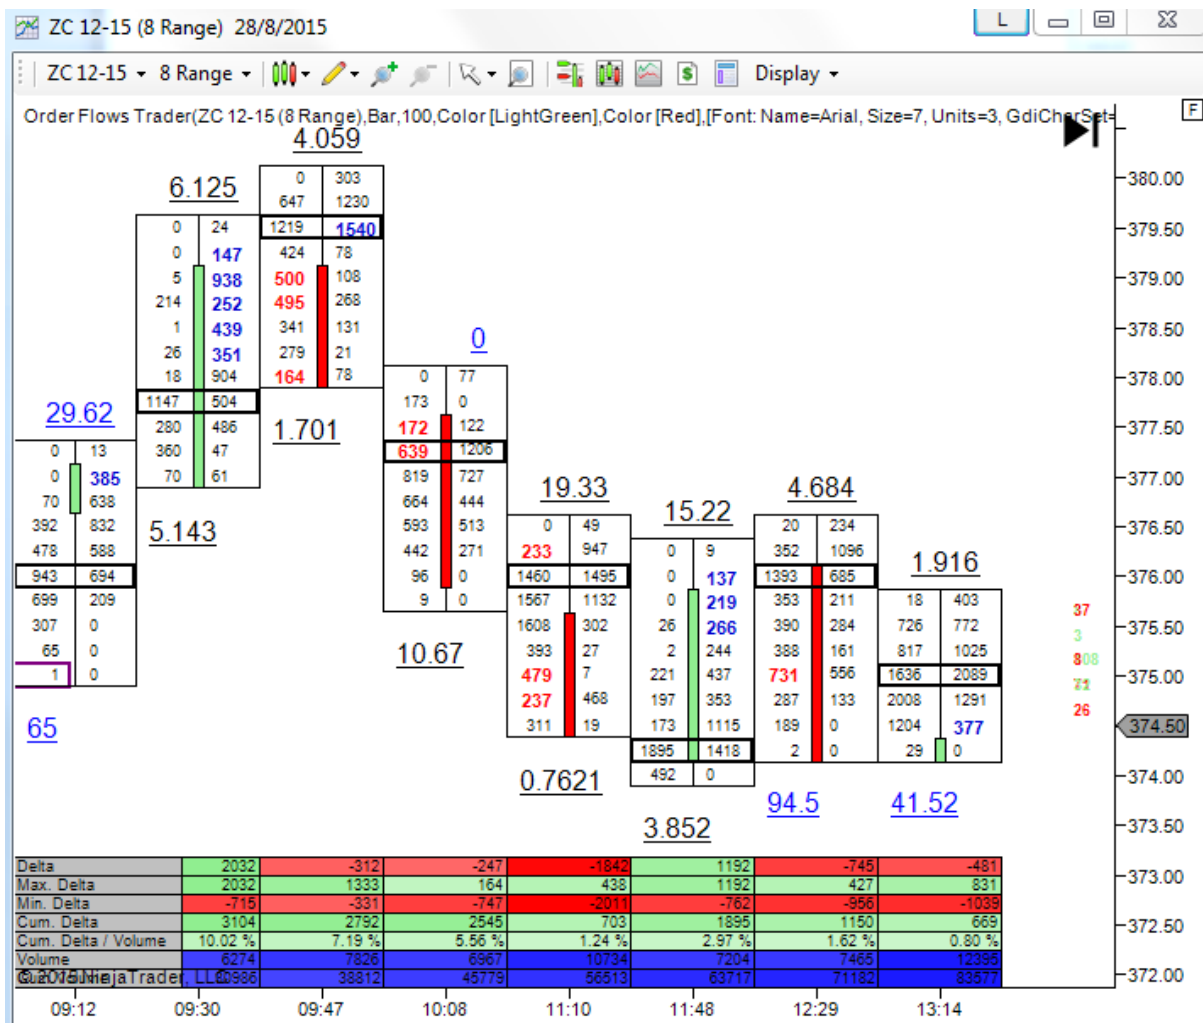 ZC 12-15 (8 Range) 28/8/2015 L
ZC 12-15 8 Range Display
Order Flows Trader(ZC 12-15 (8 Range),Bar,100,Color [LightGreen],Color [Red],[Font: Name=Arial, Size=7, Units=3, GdiCharSet= F
4.059
0 303 380.00
6.125
647 1230
0 24 1219 1540 379.50
0 147 424 78
5 938 500 108 379.00
214 252 495 268
1 439 341 131 378.50
26 351 279 21
0
18 904 164 78 0 77 378.00
1147 504 173 0
29.62
280 486 1.701 172 122 377.50
0 13 360 47 639 1206
0 385 70 61 819 727 377.00
19.33 4.684
70 638 664 444
15.22
392 832 5.143 593 513 0 49 20 234 376.50
478 588 442 271 233 947 0 9 352 1096
1.916
943 694 96 0 1460 1495 0 137 1393 685 376.00
699 209 9 0 1567 1132 0 219 353 211 18 403
37
307 0 1608 302 26 266 390 284 726 772 375.50
3
65 0 10.67 393 27 2 244 388 161 817 1025
1 0 479 7 221 437 731 556 1636 2089 375.00
237 468 197 353 287 133 2008 1291
26
65 311 19 173 1115 189 0 1204 377 374.50
1895 1418 2 0 29 0
0.7621 492 0 374.00
94.5 41.52
3.852 373.50
Delta 2032 -312 -247 -1842 1192 -745 -481 373.00
Max. Delta 2032 1333 164 438 1192 427 831
Min. Delta -715 -331 -747 -2011 -762 -956 -1039
Cum. Delta 3104 2792 2545 703 1895 1150 669 372.50
Cum. Delta / Volume 10.02 % 7.19 % 5.56 % 1.24 % 2.97 % 1.62 % 0.80 %
Volume 6274 7826 6967 10734 7204 7465 12395
© 2015 NinjaTrader, LLC 38812 45779 56513 63717 71182 83577 372.00
09:12 09:30 09:47 10:08 11:10 11:48 12:29 13:14